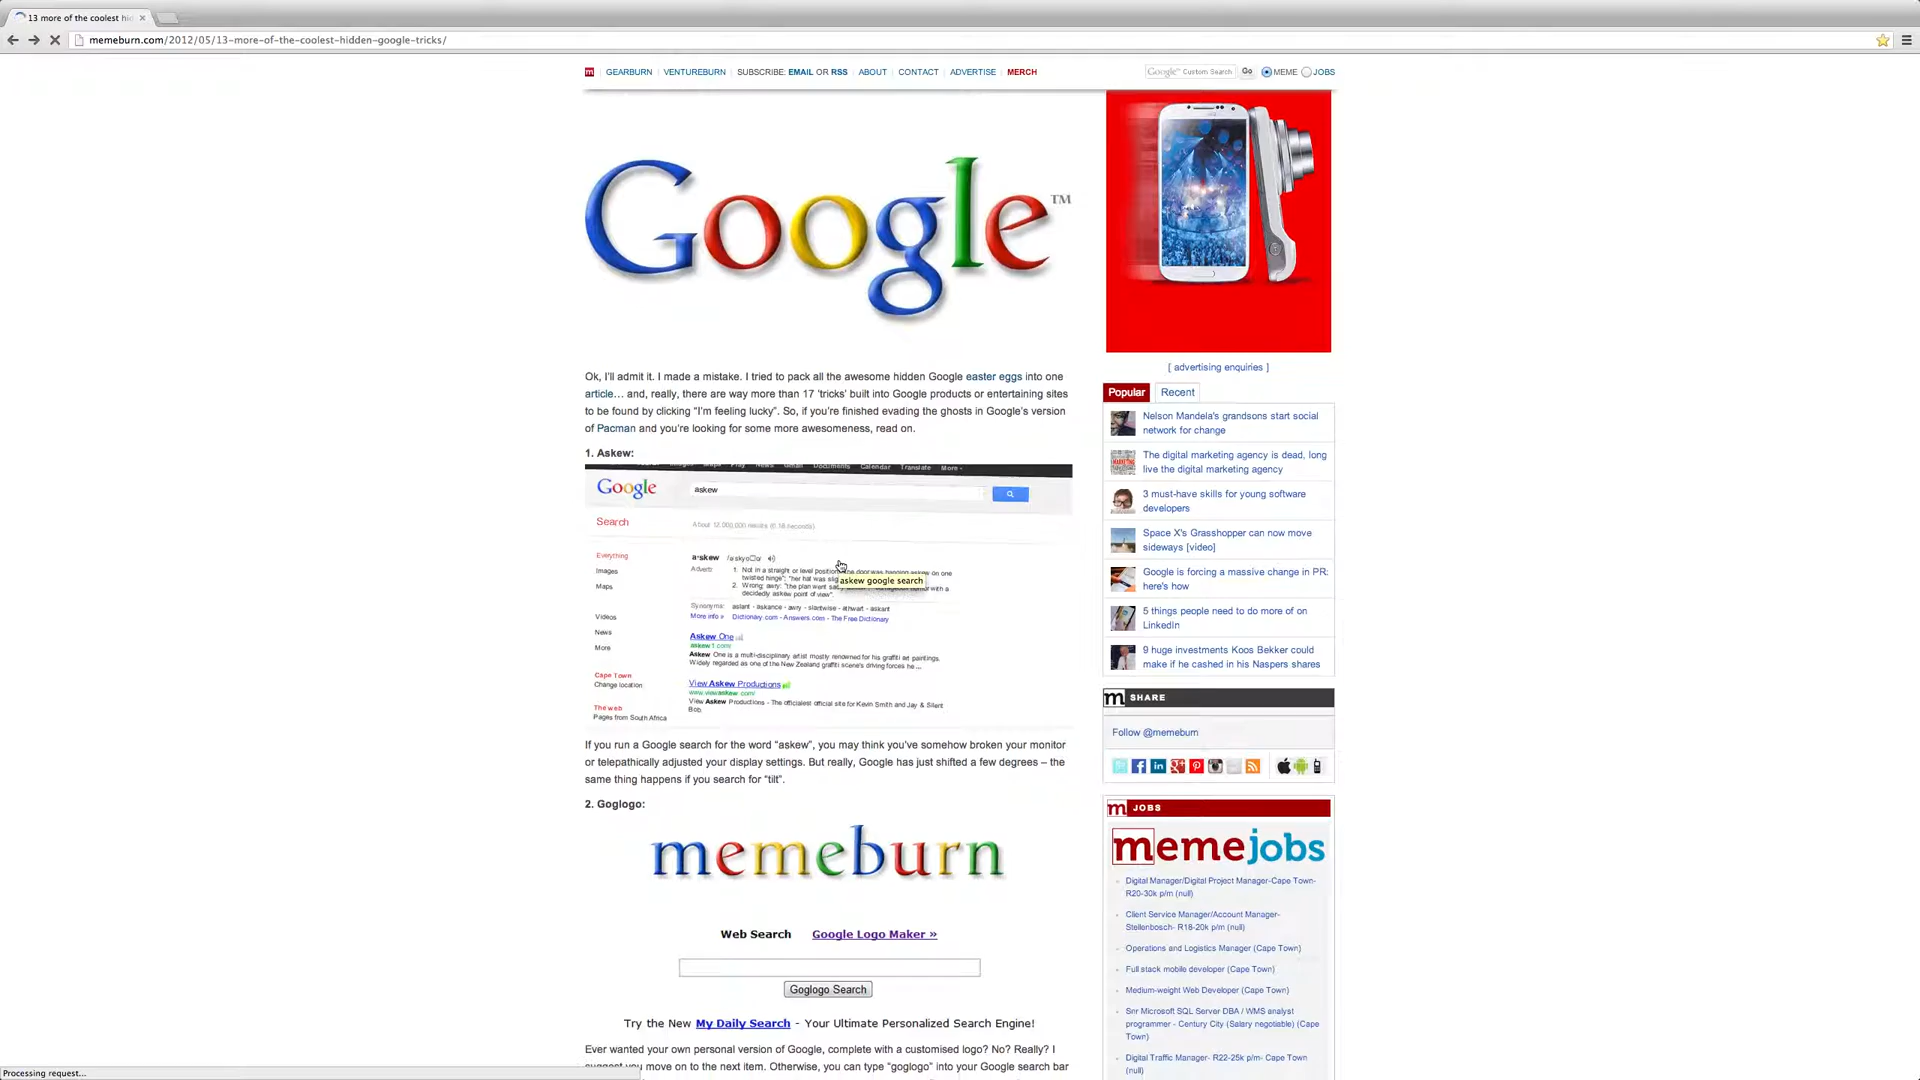 13 more of the coolest hi
memeburn.com/2012/05/13-more-of-the-coolest-hidden-google-tricks/
GEARBURN | VENTUREBURN | SUBSCRIBE: EMAIL OR RSS | ABOUT | CONTACT | ADVERTISE | MERCH
Google™ Custom Search Go MEME JOBS
Google™
[ advertising enquiries ]
Ok, I'll admit it. I made a mistake. I tried to pack all the awesome hidden Google easter eggs into one
article… and, really, there are way more than 17 'tricks' built into Google products or entertaining sites
to be found by clicking "I'm feeling lucky". So, if you're finished evading the ghosts in Google's version
of Pacman and you're looking for some more awesomeness, read on.
1. Askew:
Play News Gmail Documents Calendar Translate More
Google askew
Search About 12,000,000 results (0.18 seconds)
Everything
Images
Maps
Videos
News
More
Cape Town
Change location
The web
Pages from South Africa
a·skew
Adverb:
1. Not in a straight or level position: "the door was hanging askew on one
twisted hinge"; "her hat was
2. Wrong; awry: "the plan went with a
decidedly askew point of view".
askew google search
Synonyms: aslant - askance - awry - slantwise - athwart - askant
More info » Dictionary.com - Answers.com - The Free Dictionary
Askew One
askew1.com/
Askew One is a multi-disciplinary artist mostly renowned for his graffiti art paintings.
Widely regarded as one of the New Zealand graffiti scene's driving forces he ...
View Askew Productions
www.viewaskew.com/
View Askew Productions - The officialest official site for Kevin Smith and Jay & Silent
Bob.
If you run a Google search for the word "askew", you may think you've somehow broken your monitor
or telepathically adjusted your display settings. But really, Google has just shifted a few degrees – the
same thing happens if you search for "tilt".
2. Goglogo:
memeburn
Web Search Google Logo Maker »
Goglogo Search
Try the New My Daily Search - Your Ultimate Personalized Search Engine!
Ever wanted your own personal version of Google, complete with a customised logo? No? Really? I
suggest you move on to the next item. Otherwise, you can type "goglogo" into your Google search bar
Popular Recent
Nelson Mandela's grandsons start social
network for change
The digital marketing agency is dead, long
live the digital marketing agency
3 must-have skills for young software
developers
Space X's Grasshopper can now move
sideways [video]
Google is forcing a massive change in PR:
here's how
5 things people need to do more of on
LinkedIn
9 huge investments Koos Bekker could
make if he cashed in his Naspers shares
m SHARE
Follow @memeburn
m JOBS
memejobs
Digital Manager/Digital Project Manager-Cape Town-
R20-30k p/m (null)
Client Service Manager/Account Manager-
Stellenbosch- R18-20k p/m (null)
Operations and Logistics Manager (Cape Town)
Full stack mobile developer (Cape Town)
Medium-weight Web Developer (Cape Town)
Snr Microsoft SQL Server DBA / WMS analyst
programmer - Century City (Salary negotiable) (Cape
Town)
Digital Traffic Manager- R22-25k p/m- Cape Town
(null)
Processing request...